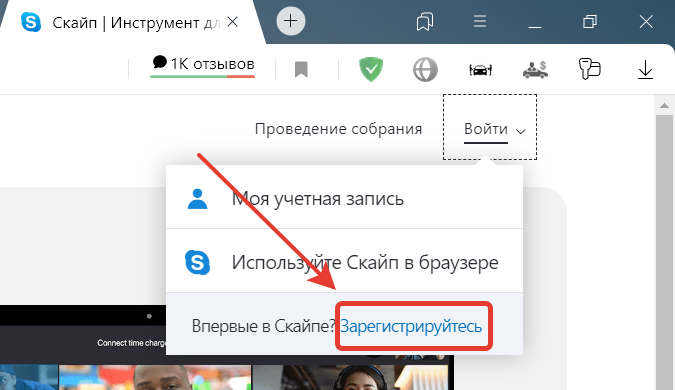 Скайп | Инструмент дл
1К отзывов
Проведение собрания
Войти
Моя учетная запись
Используйте Скайп в браузере
Впервые в Скайпе? Зарегистрируйтесь
Connect time charge